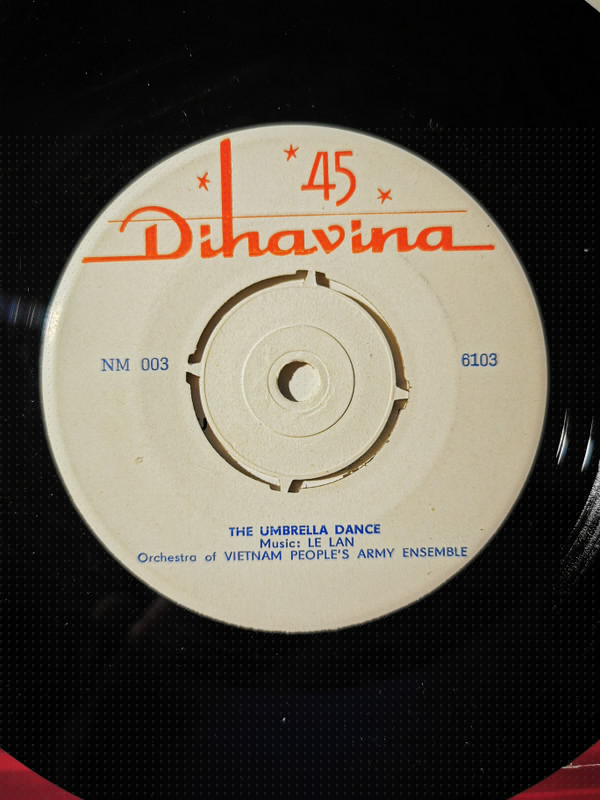 45
Dihavina
NM 003 6103
THE UMBRELLA DANCE
Music: LE LAN
Orchestra of VIETNAM PEOPLE'S ARMY ENSEMBLE